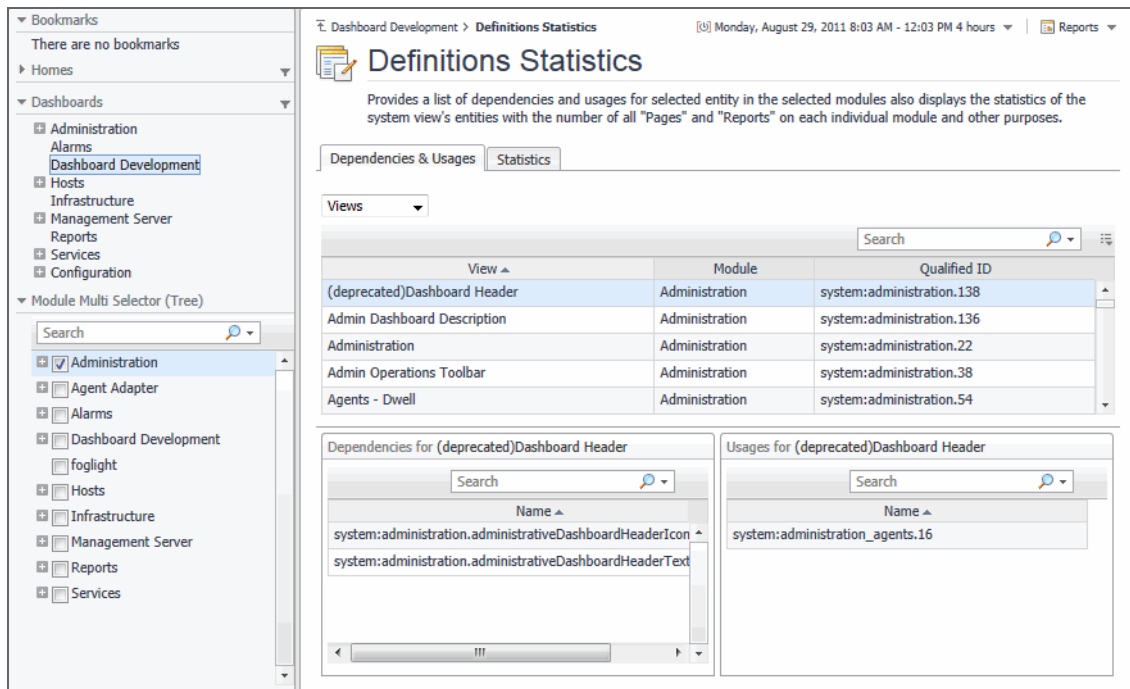 Bookmarks
There are no bookmarks
Homes
Dashboards
Administration
Alarms
Dashboard Development
Hosts
Infrastructure
Management Server
Reports
Services
Configuration
Module Multi Selector (Tree)
Search
Administration
Agent Adapter
Alarms
Dashboard Development
foglight
Hosts
Infrastructure
Management Server
Reports
Services
Dashboard Development > Definitions Statistics
Monday, August 29, 2011 8:03 AM - 12:03 PM 4 hours
Reports
Definitions Statistics
Provides a list of dependencies and usages for selected entity in the selected modules also displays the statistics of the
system view's entities with the number of all "Pages" and "Reports" on each individual module and other purposes.
Dependencies & Usages
Statistics
Views
Search
View Module Qualified ID
(deprecated)Dashboard Header Administration system:administration.138
Admin Dashboard Description Administration system:administration.136
Administration Administration system:administration.22
Admin Operations Toolbar Administration system:administration.38
Agents - Dwell Administration system:administration.54
Dependencies for (deprecated)Dashboard Header
Search
Name
system:administration.administrativeDashboardHeaderIcon
system:administration.administrativeDashboardHeaderText
Usages for (deprecated)Dashboard Header
Search
Name
system:administration_agents.16